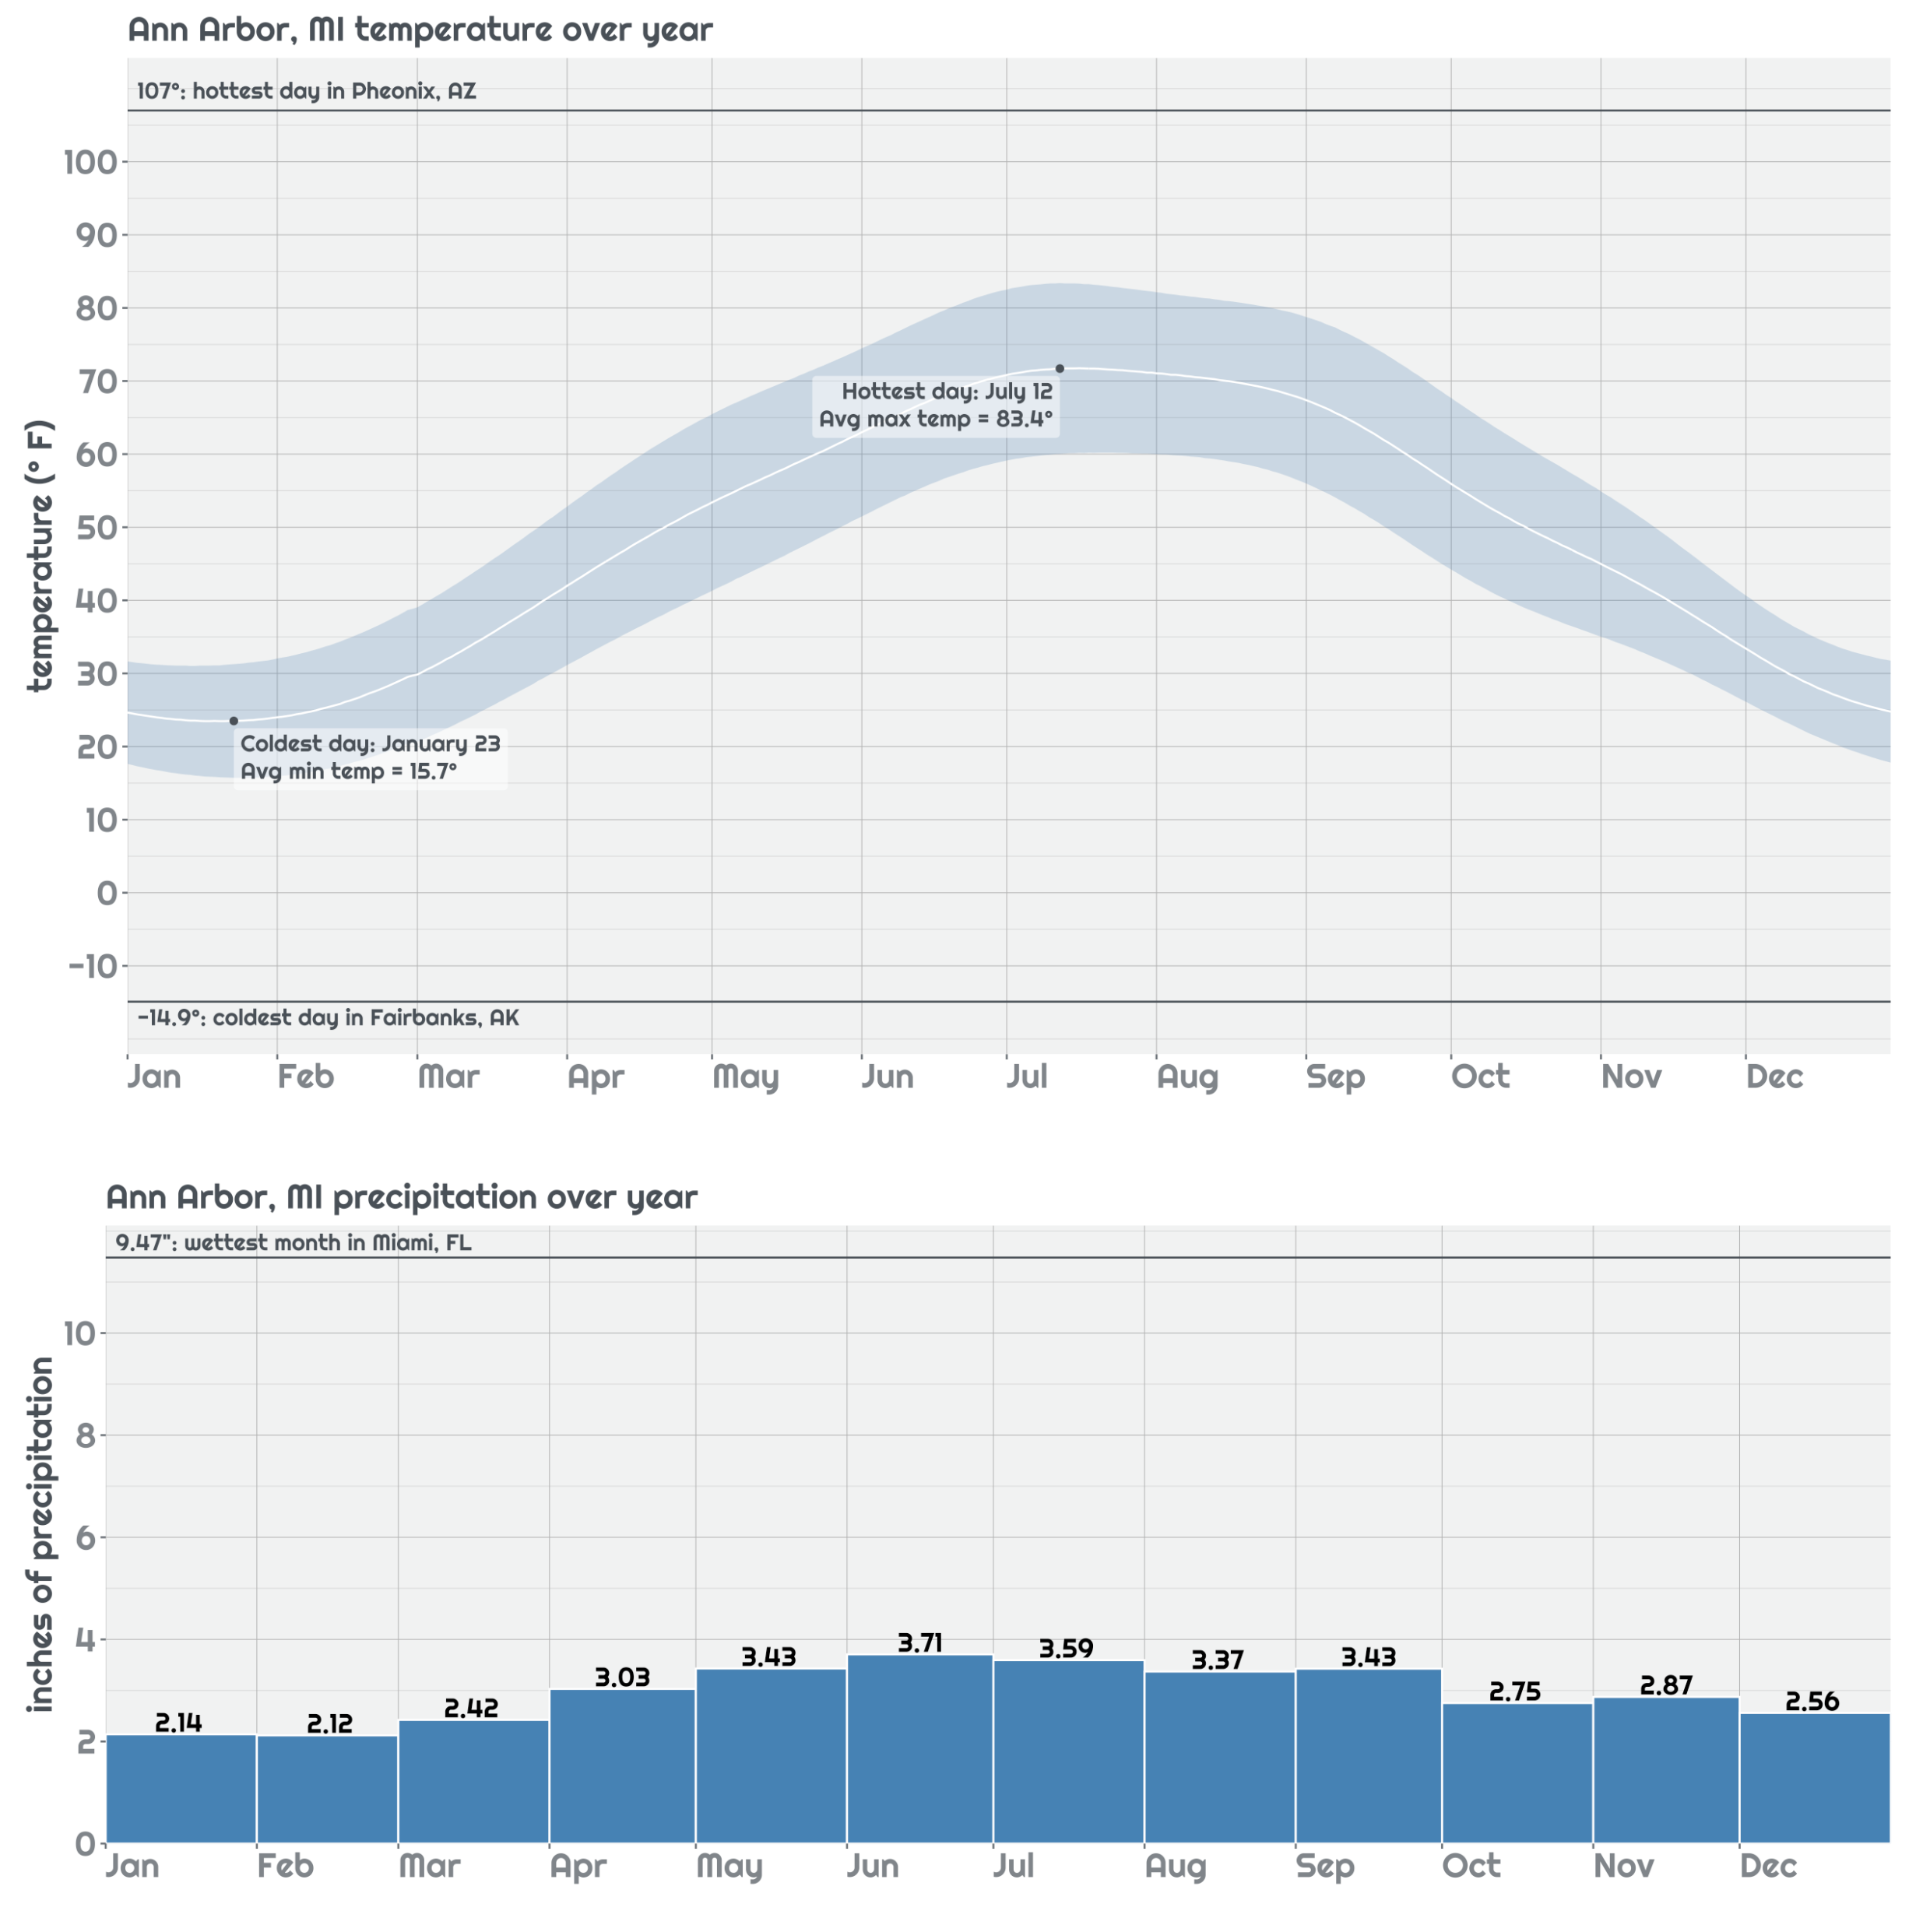 Ann Arbor, MI temperature over year
107°: hottest day in Pheonix, AZ
100
90
80
70
60
50
40
30
20
10
0
-10
temperature (° F)
Hottest day: July 12
Avg max temp = 83.4°
Coldest day: January 23
Avg min temp = 15.7°
-14.9°: coldest day in Fairbanks, AK
Jan Feb Mar Apr May Jun Jul Aug Sep Oct Nov Dec
Ann Arbor, MI precipitation over year
9.47": wettest month in Miami, FL
10
8
6
4
2
0
inches of precipitation
2.14 2.12 2.42 3.03 3.43 3.71 3.59 3.37 3.43 2.75 2.87 2.56
Jan Feb Mar Apr May Jun Jul Aug Sep Oct Nov Dec